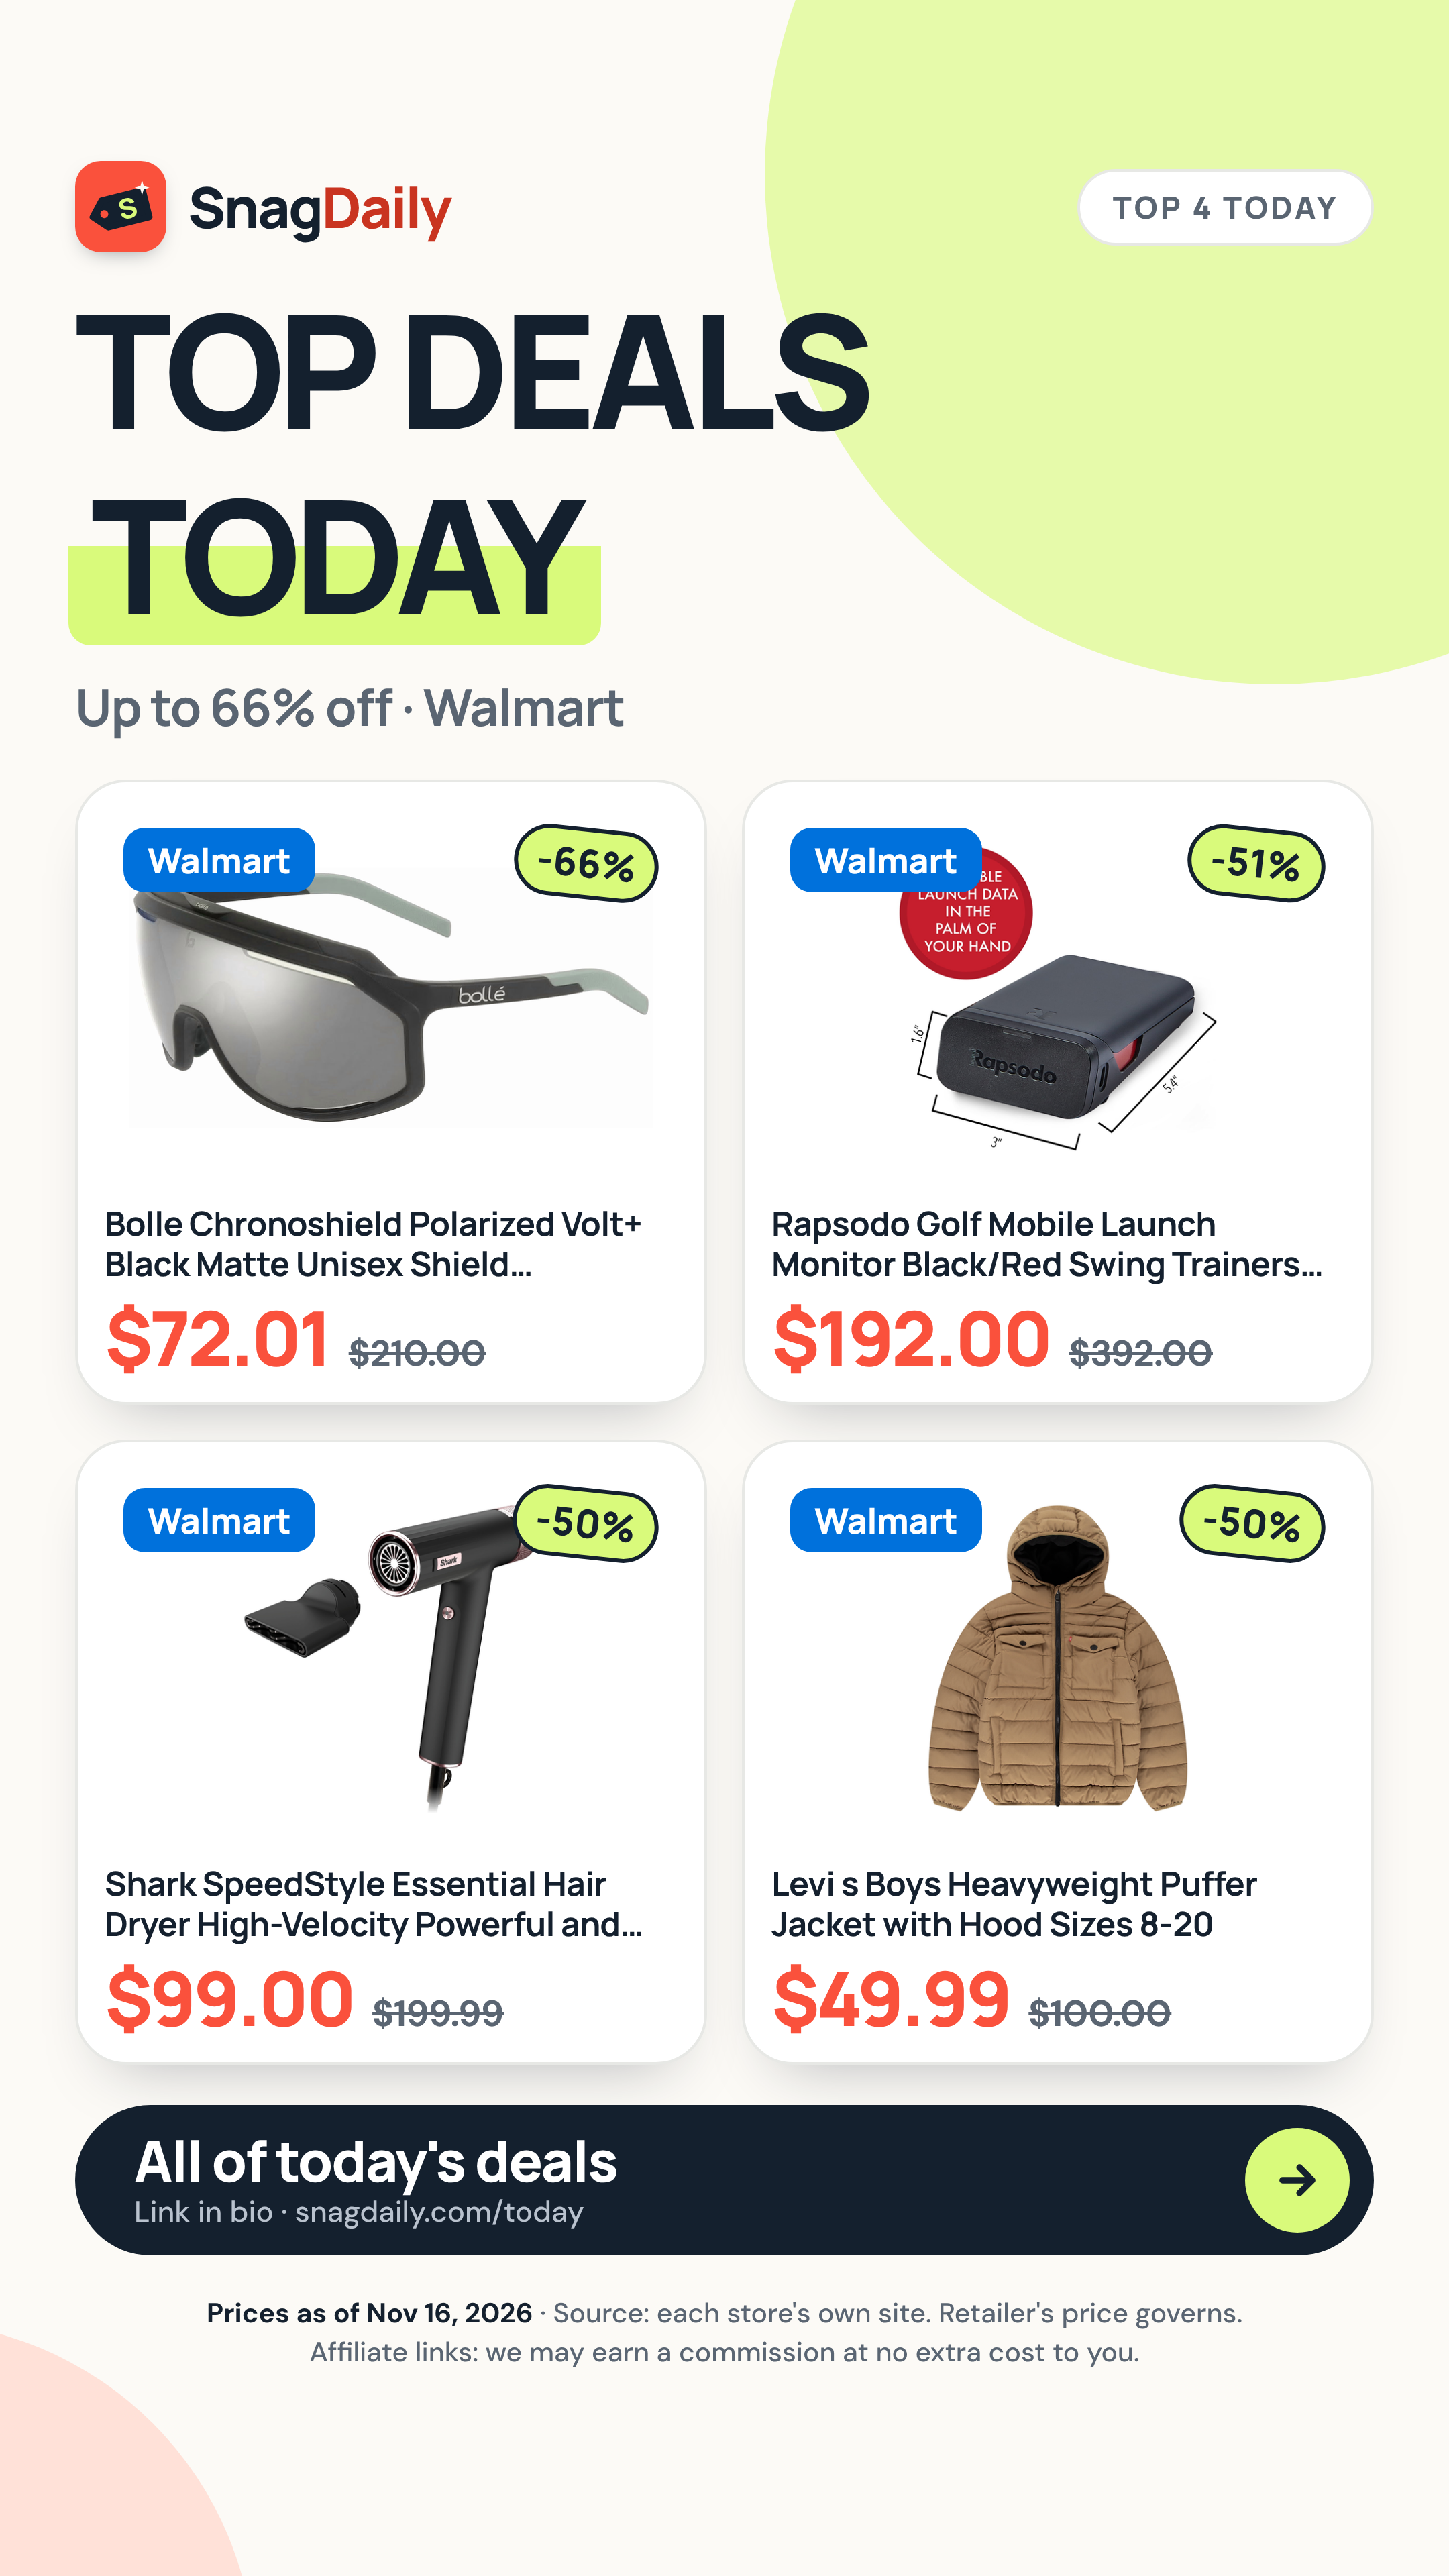 S
SnagDaily
TOP 4 TODAY
TOP DEALS
TODAY
Up to 66% off · Walmart
Walmart
-66%
bollé
Bolle Chronoshield Polarized Volt+
Black Matte Unisex Shield...
$72.01 $210.00
Walmart
-51%
LAUNCH DATA
IN THE
PALM OF
YOUR HAND
Rapsodo
1.6"
3"
5.4"
Rapsodo Golf Mobile Launch
Monitor Black/Red Swing Trainers...
$192.00 $392.00
Walmart
-50%
Shark
Shark SpeedStyle Essential Hair
Dryer High-Velocity Powerful and...
$99.00 $199.99
Walmart
-50%
Levi s Boys Heavyweight Puffer
Jacket with Hood Sizes 8-20
$49.99 $100.00
All of today's deals
Link in bio · snagdaily.com/today
Prices as of Nov 16, 2026 · Source: each store's own site. Retailer's price governs.
Affiliate links: we may earn a commission at no extra cost to you.